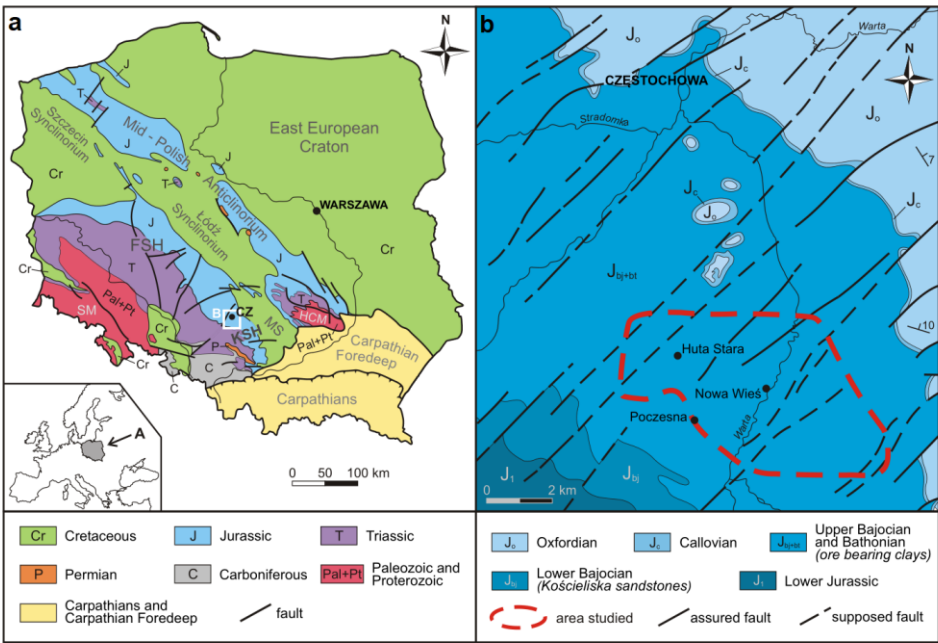 a
N
J
T
J
Szczecin
Synclinorium
Mid - Polish
Anticlinorium
J
East European
Craton
Cr
T
J
WARSZAWA
Łódź
Synclinorium
Cr
J
FSH
T
J
Cr
Pal+Pt
SM
B
CZ
KSH
MS
J
T
HCM
Pal+Pt
Cr
P
C
C
Cr
Carpathian
Foredeep
Carpathians
A
0 50 100 km
b
N
Jo
Warta
Jc
CZĘSTOCHOWA
Jo
Stradomka
7
Jc
Jo
Jc
Jbj+bt
10
Huta Stara
Nowa Wieś
Poczesna
Warta
J1
Jbj
0 2 km
Cr Cretaceous
J Jurassic
T Triassic
P Permian
C Carboniferous
Pal+Pt Paleozoic and
Proterozoic
Carpathians and
Carpathian Foredeep
fault
Jo Oxfordian
Jc Callovian
Jbj+bt Upper Bajocian
and Bathonian
(ore bearing clays)
Jbj Lower Bajocian
(Kościeliska sandstones)
J1 Lower Jurassic
area studied
assured fault
supposed fault